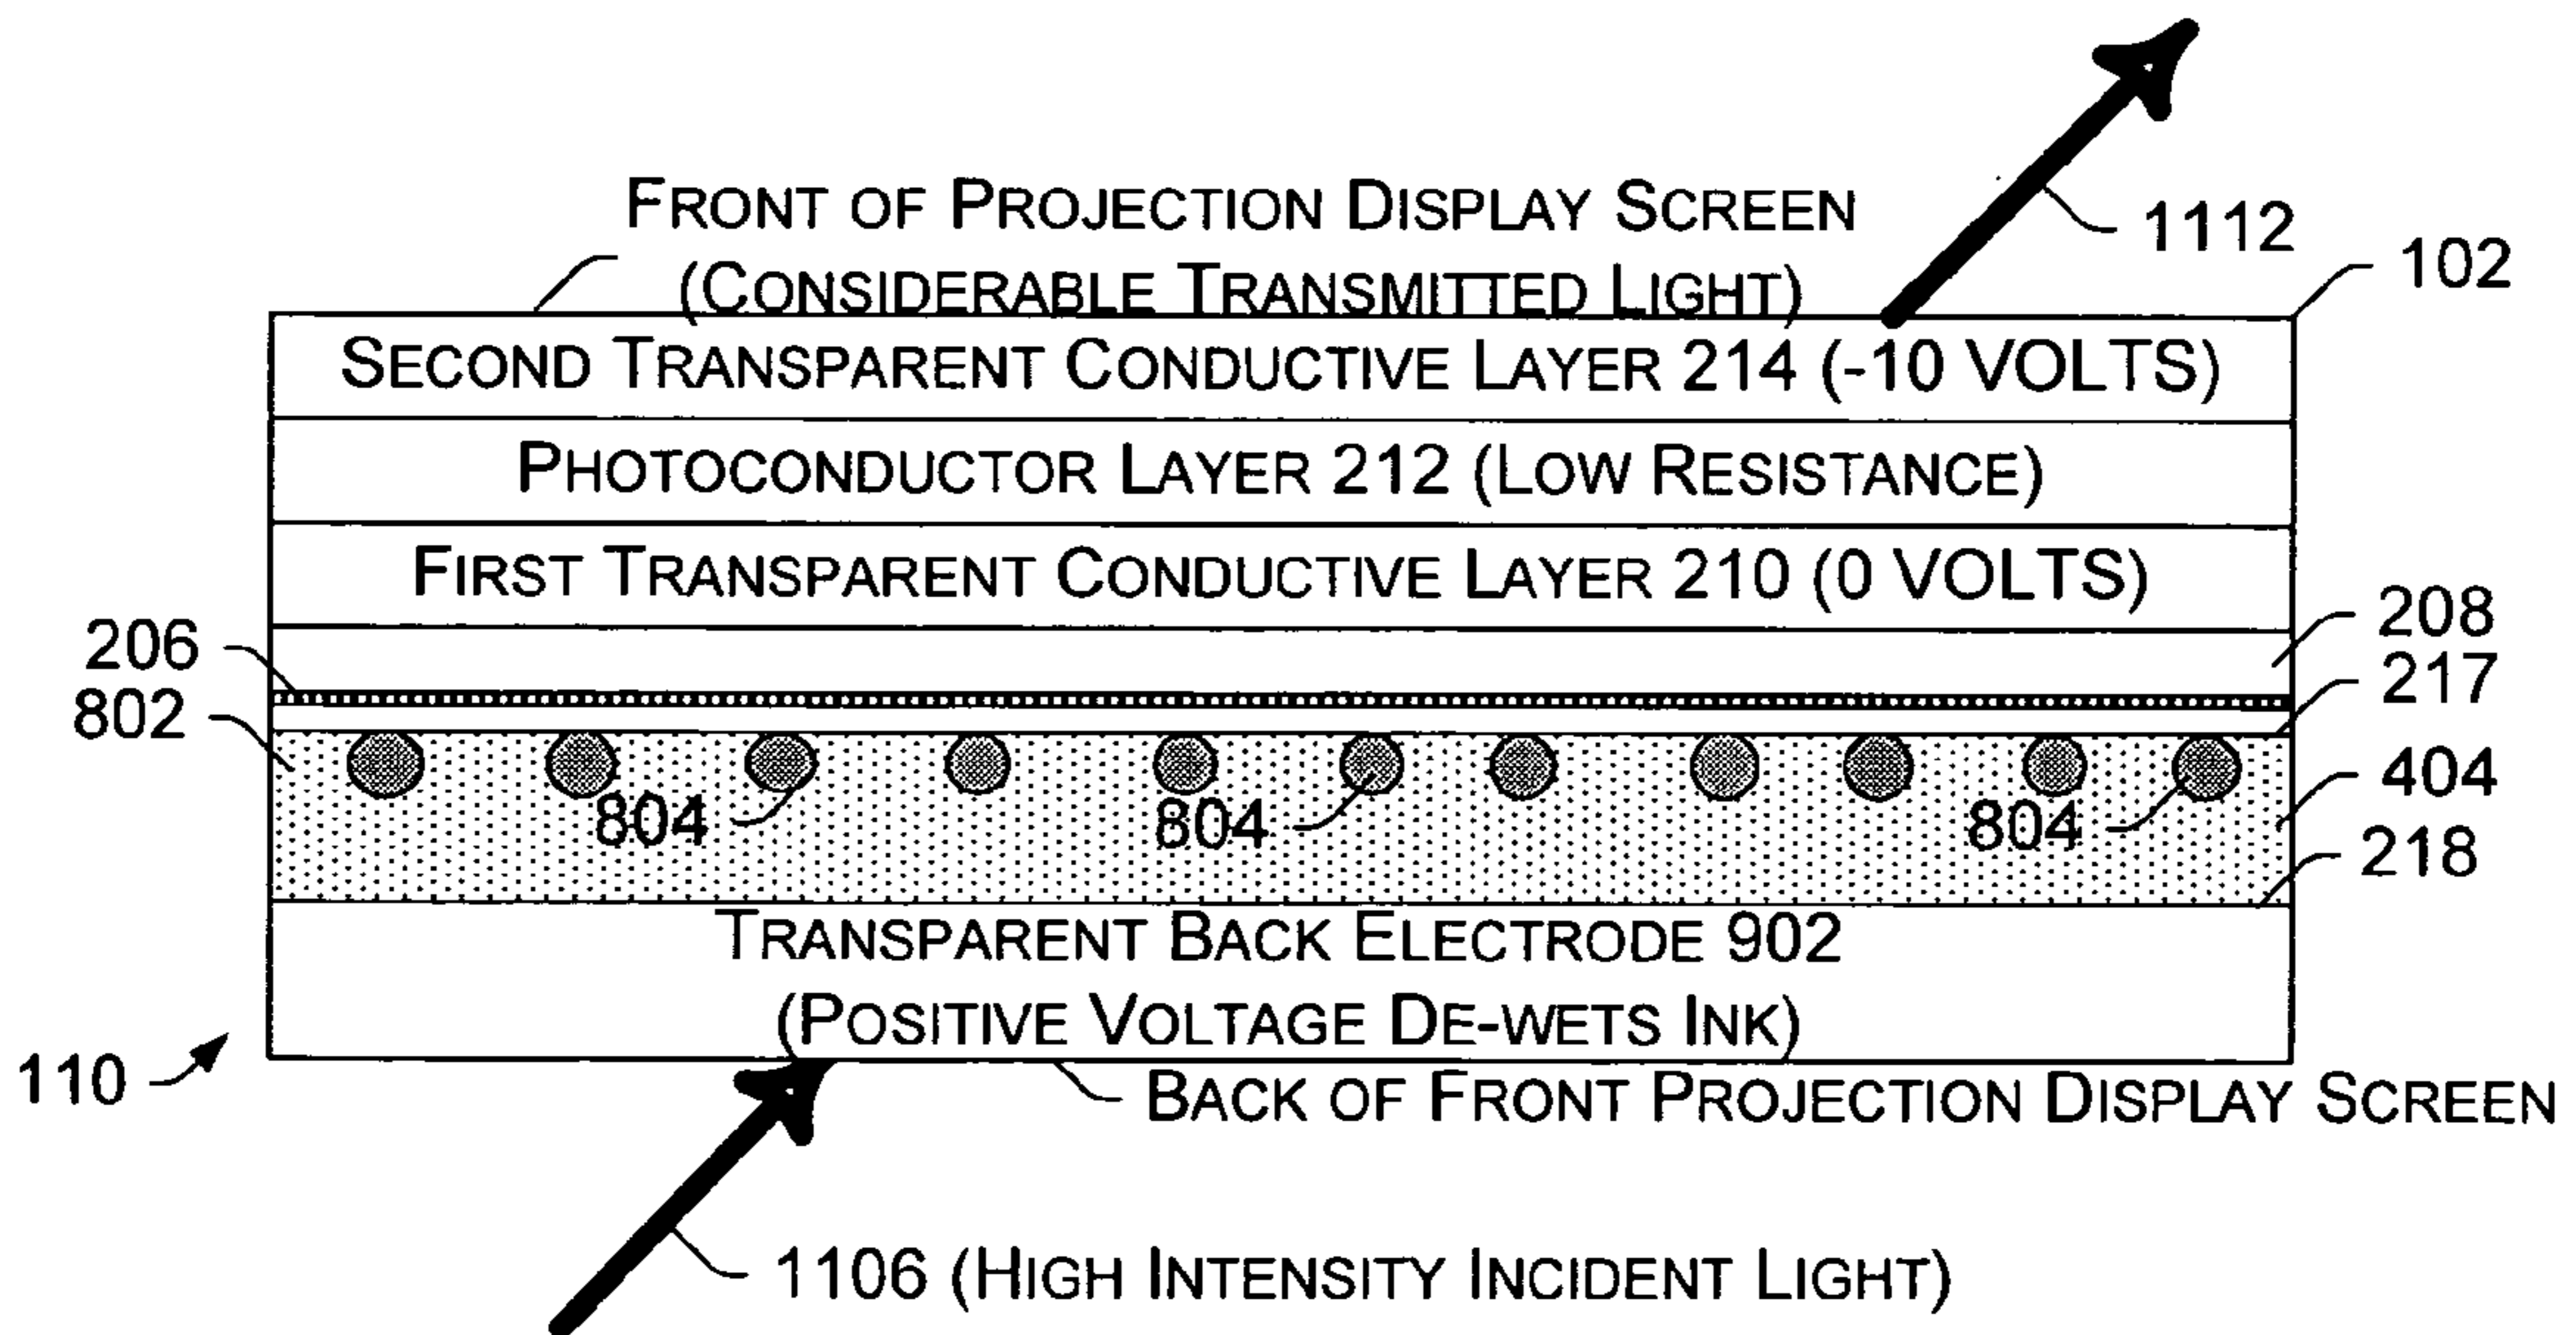 FRONT OF PROJECTION DISPLAY SCREEN
(CONSIDERABLE TRANSMITTED LIGHT)
1112
102
SECOND TRANSPARENT CONDUCTIVE LAYER 214 (-10 VOLTS)
PHOTOCONDUCTOR LAYER 212 (LOW RESISTANCE)
FIRST TRANSPARENT CONDUCTIVE LAYER 210 (0 VOLTS)
206
208
802
217
404
804 804 804
218
TRANSPARENT BACK ELECTRODE 902
(POSITIVE VOLTAGE DE-WETS INK)
110
BACK OF FRONT PROJECTION DISPLAY SCREEN
1106 (HIGH INTENSITY INCIDENT LIGHT)